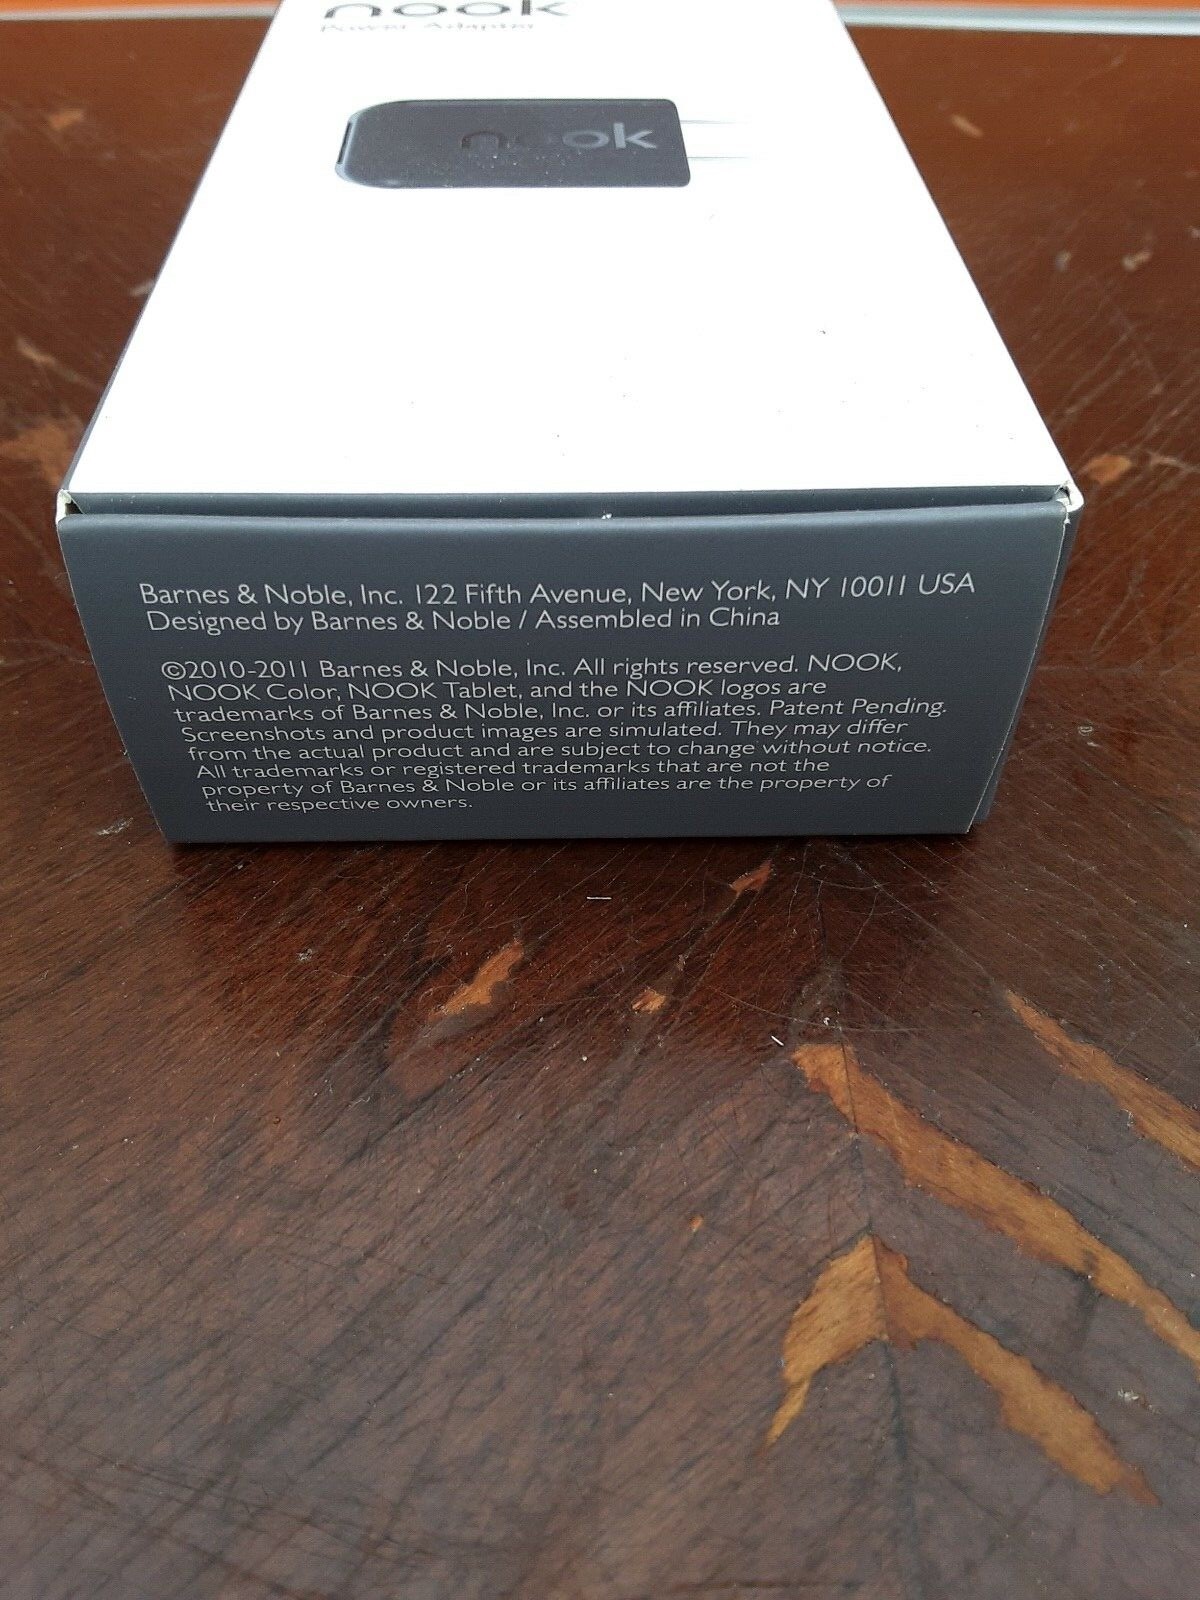 nook
Power Adapter
nook
Barnes & Noble, Inc. 122 Fifth Avenue, New York, NY 10011 USA
Designed by Barnes & Noble / Assembled in China
©2010-2011 Barnes & Noble, Inc. All rights reserved. NOOK,
NOOK Color, NOOK Tablet, and the NOOK logos are
trademarks of Barnes & Noble, Inc. or its affiliates. Patent Pending.
Screenshots and product images are simulated. They may differ
from the actual product and are subject to change without notice.
All trademarks or registered trademarks that are not the
property of Barnes & Noble or its affiliates are the property of
their respective owners.